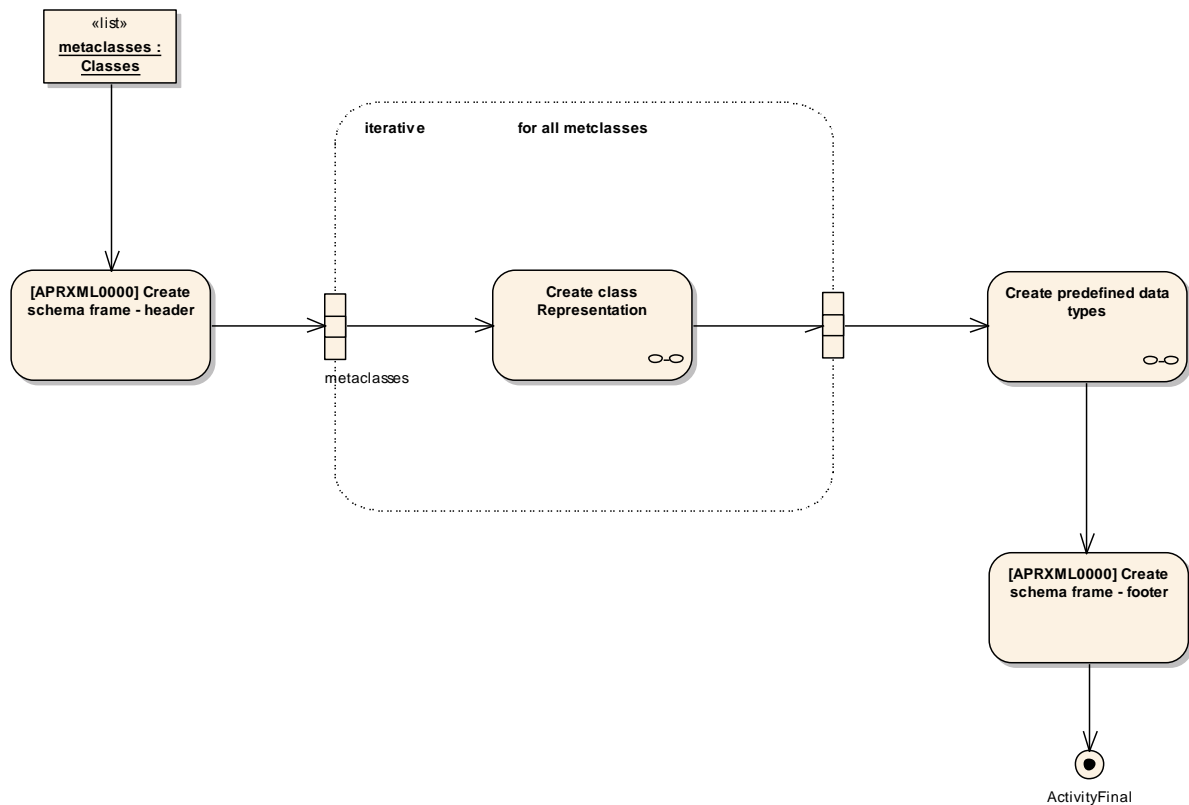 «list»
metaclasses :
Classes
iterative for all metclasses
[APRXML0000] Create
schema frame - header
Create class
Representation
Create predefined data
types
metaclasses
[APRXML0000] Create
schema frame - footer
ActivityFinal